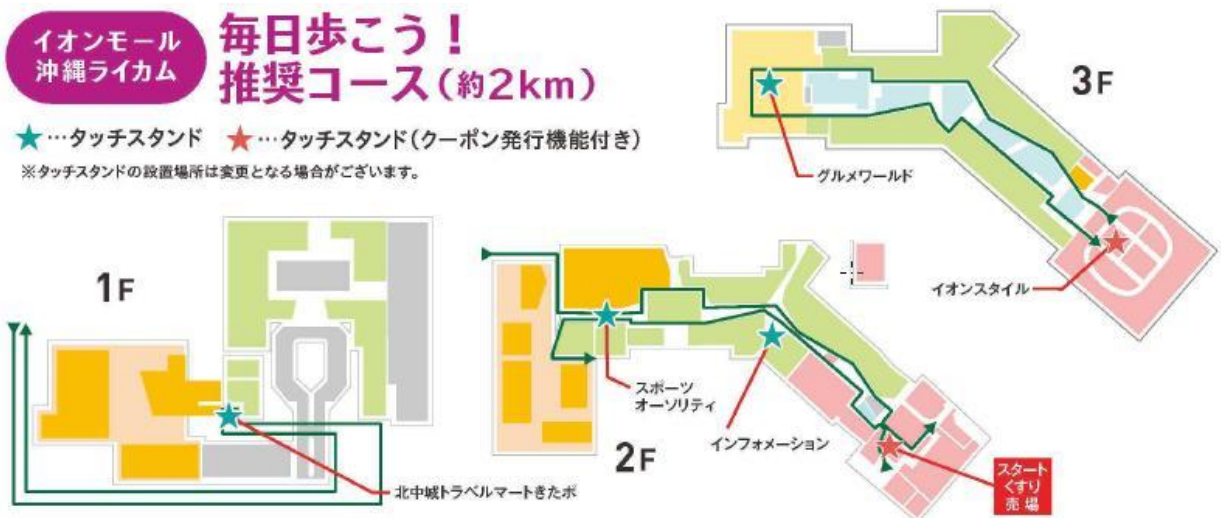 イオンモール
沖縄ライカム
毎日歩こう！
推奨コース（約2km）
★…タッチスタンド ★…タッチスタンド（クーポン発行機能付き）
※タッチスタンドの設置場所は変更となる場合がございます。
3F
グルメワールド
イオンスタイル
1F
北中城トラベルマートきたポ
2F
スポーツ
オーソリティ
インフォメーション
スタート
くすり
売場